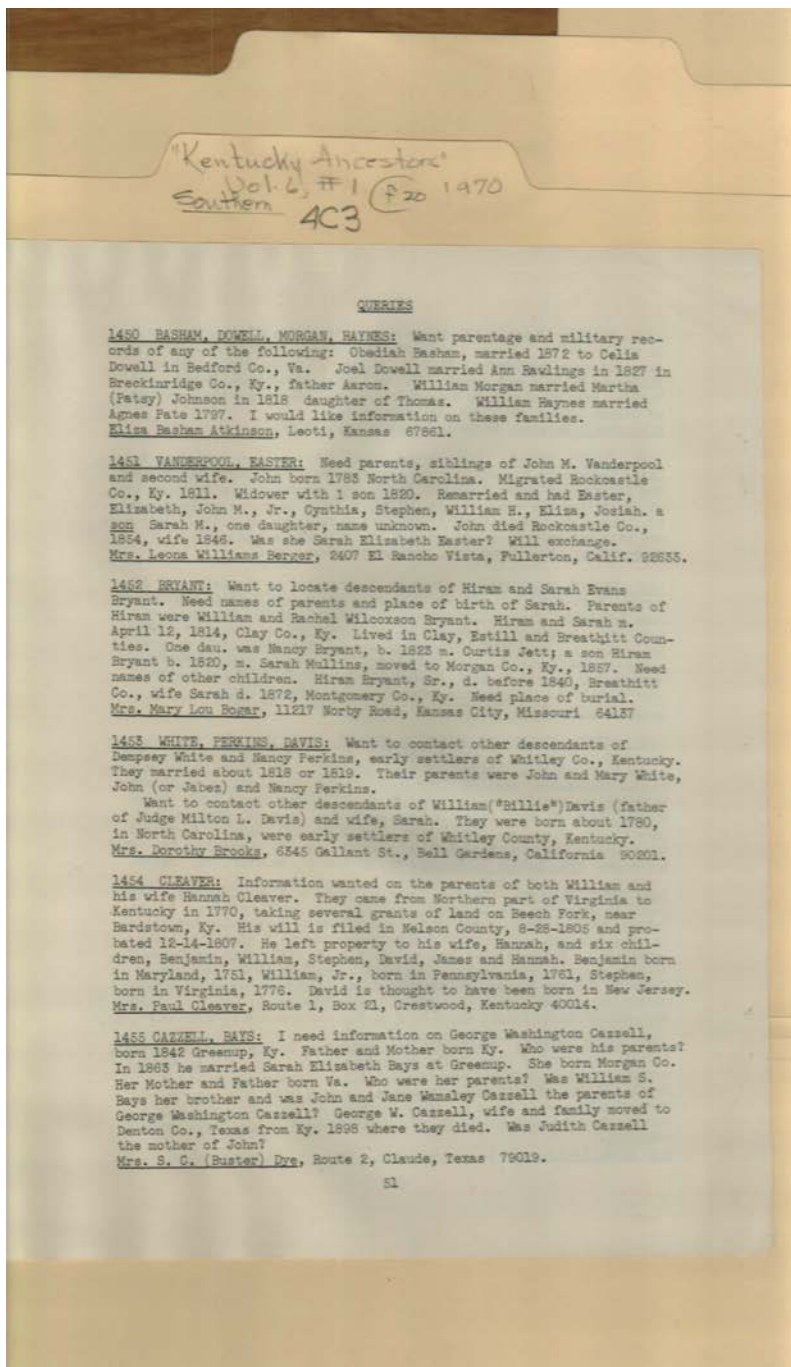 "Kentucky Ancestors"
Vol. 6, #1 P 20 1970
Southern
4C3
QUERIES
1450 BASHAM, DOWELL, MORGAN, HAYNES: Want parentage and military rec-
ords of any of the following: Obediah Basham, married 1872 to Celia
Dowell in Bedford Co., Va. Joel Dowell married Ann Rawlings in 1827 in
Breckinridge Co., Ky., father Aaron. William Morgan married Martha
(Patsy) Johnson in 1818 daughter of Thomas. William Haynes married
Agnes Pate 1797. I would like information on these families.
Eliza Basham Atkinson, Leoti, Kansas 67861.
1451 VANDERPOOL, EASTER: Need parents, siblings of John M. Vanderpool
and second wife. John born 1783 North Carolina. Migrated Rockcastle
Co., Ky. 1811. Widower with 1 son 1820. Remarried and had Easter,
Elizabeth, John M., Jr., Cynthia, Stephen, William H., Eliza, Josiah. a
son Sarah M., one daughter, name unknown. John died Rockcastle Co.,
1854, wife 1846. Was she Sarah Elizabeth Easter? Will exchange.
Mrs. Leona Williams Berger, 2407 El Rancho Vista, Fullerton, Calif. 92633.
1452 BRYANT: Want to locate descendants of Hiram and Sarah Evans
Bryant. Need names of parents and place of birth of Sarah. Parents of
Hiram were William and Rachel Wilcoxson Bryant. Hiram and Sarah m.
April 12, 1814, Clay Co., Ky. Lived in Clay, Estill and Breathitt Coun-
ties. One dau. was Nancy Bryant, b. 1823 m. Curtis Jett; a son Hiram
Bryant b. 1820, m. Sarah Mullins, moved to Morgan Co., Ky., 1857. Need
names of other children. Hiram Bryant, Sr., d. before 1840, Breathitt
Co., wife Sarah d. 1872, Montgomery Co., Ky. Need place of burial.
Mrs. Mary Lou Bogar, 11217 Norby Road, Kansas City, Missouri 64137
1453 WHITE, PERKINS, DAVIS: Want to contact other descendants of
Dempsey White and Nancy Perkins, early settlers of Whitley Co., Kentucky.
They married about 1818 or 1819. Their parents were John and Mary White,
John (or Jabez) and Nancy Perkins.
Want to contact other descendants of William("Billie")Davis (father
of Judge Milton L. Davis) and wife, Sarah. They were born about 1780,
in North Carolina, were early settlers of Whitley County, Kentucky.
Mrs. Dorothy Brooks, 6345 Gallant St., Bell Gardens, California 90201.
1454 CLEAVER: Information wanted on the parents of both William and
his wife Hannah Cleaver. They came from Northern part of Virginia to
Kentucky in 1770, taking several grants of land on Beech Fork, near
Bardstown, Ky. His will is filed in Nelson County, 8-28-1805 and pro-
bated 12-14-1807. He left property to his wife, Hannah, and six chil-
dren, Benjamin, William, Stephen, David, James and Hannah. Benjamin born
in Maryland, 1751, William, Jr., born in Pennsylvania, 1761, Stephen,
born in Virginia, 1776. David is thought to have been born in New Jersey.
Mrs. Paul Cleaver, Route 1, Box 21, Crestwood, Kentucky 40014.
1455 CAZZELL, BAYS: I need information on George Washington Cazzell,
born 1842 Greenup, Ky. Father and Mother born Ky. Who were his parents?
In 1863 he married Sarah Elizabeth Bays at Greenup. She born Morgan Co.
Her Mother and Father born Va. Who were her parents? Was William S.
Bays her brother and was John and Jane Wamsley Cazzell the parents of
George Washington Cazzell? George W. Cazzell, wife and family moved to
Denton Co., Texas from Ky. 1898 where they died. Was Judith Cazzell
the mother of John?
Mrs. S. C. (Buster) Dye, Route 2, Claude, Texas 79019.
51